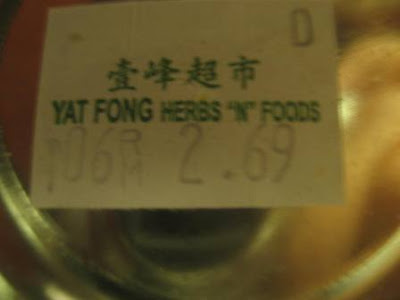 D
壹峰超市
YAT FONG HERBS "N" FOODS
2.69